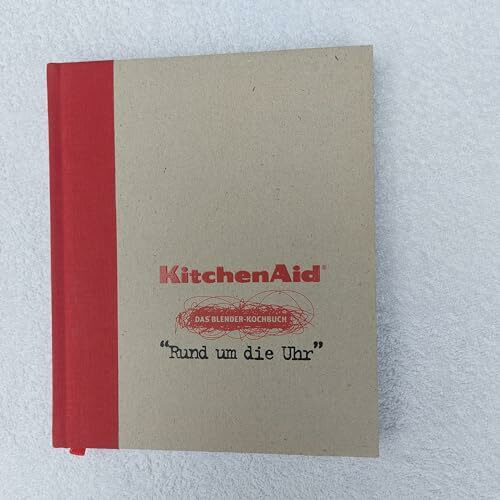 KitchenAid®
DAS BLENDER-KOCHBUCH
“Rund um die Uhr”